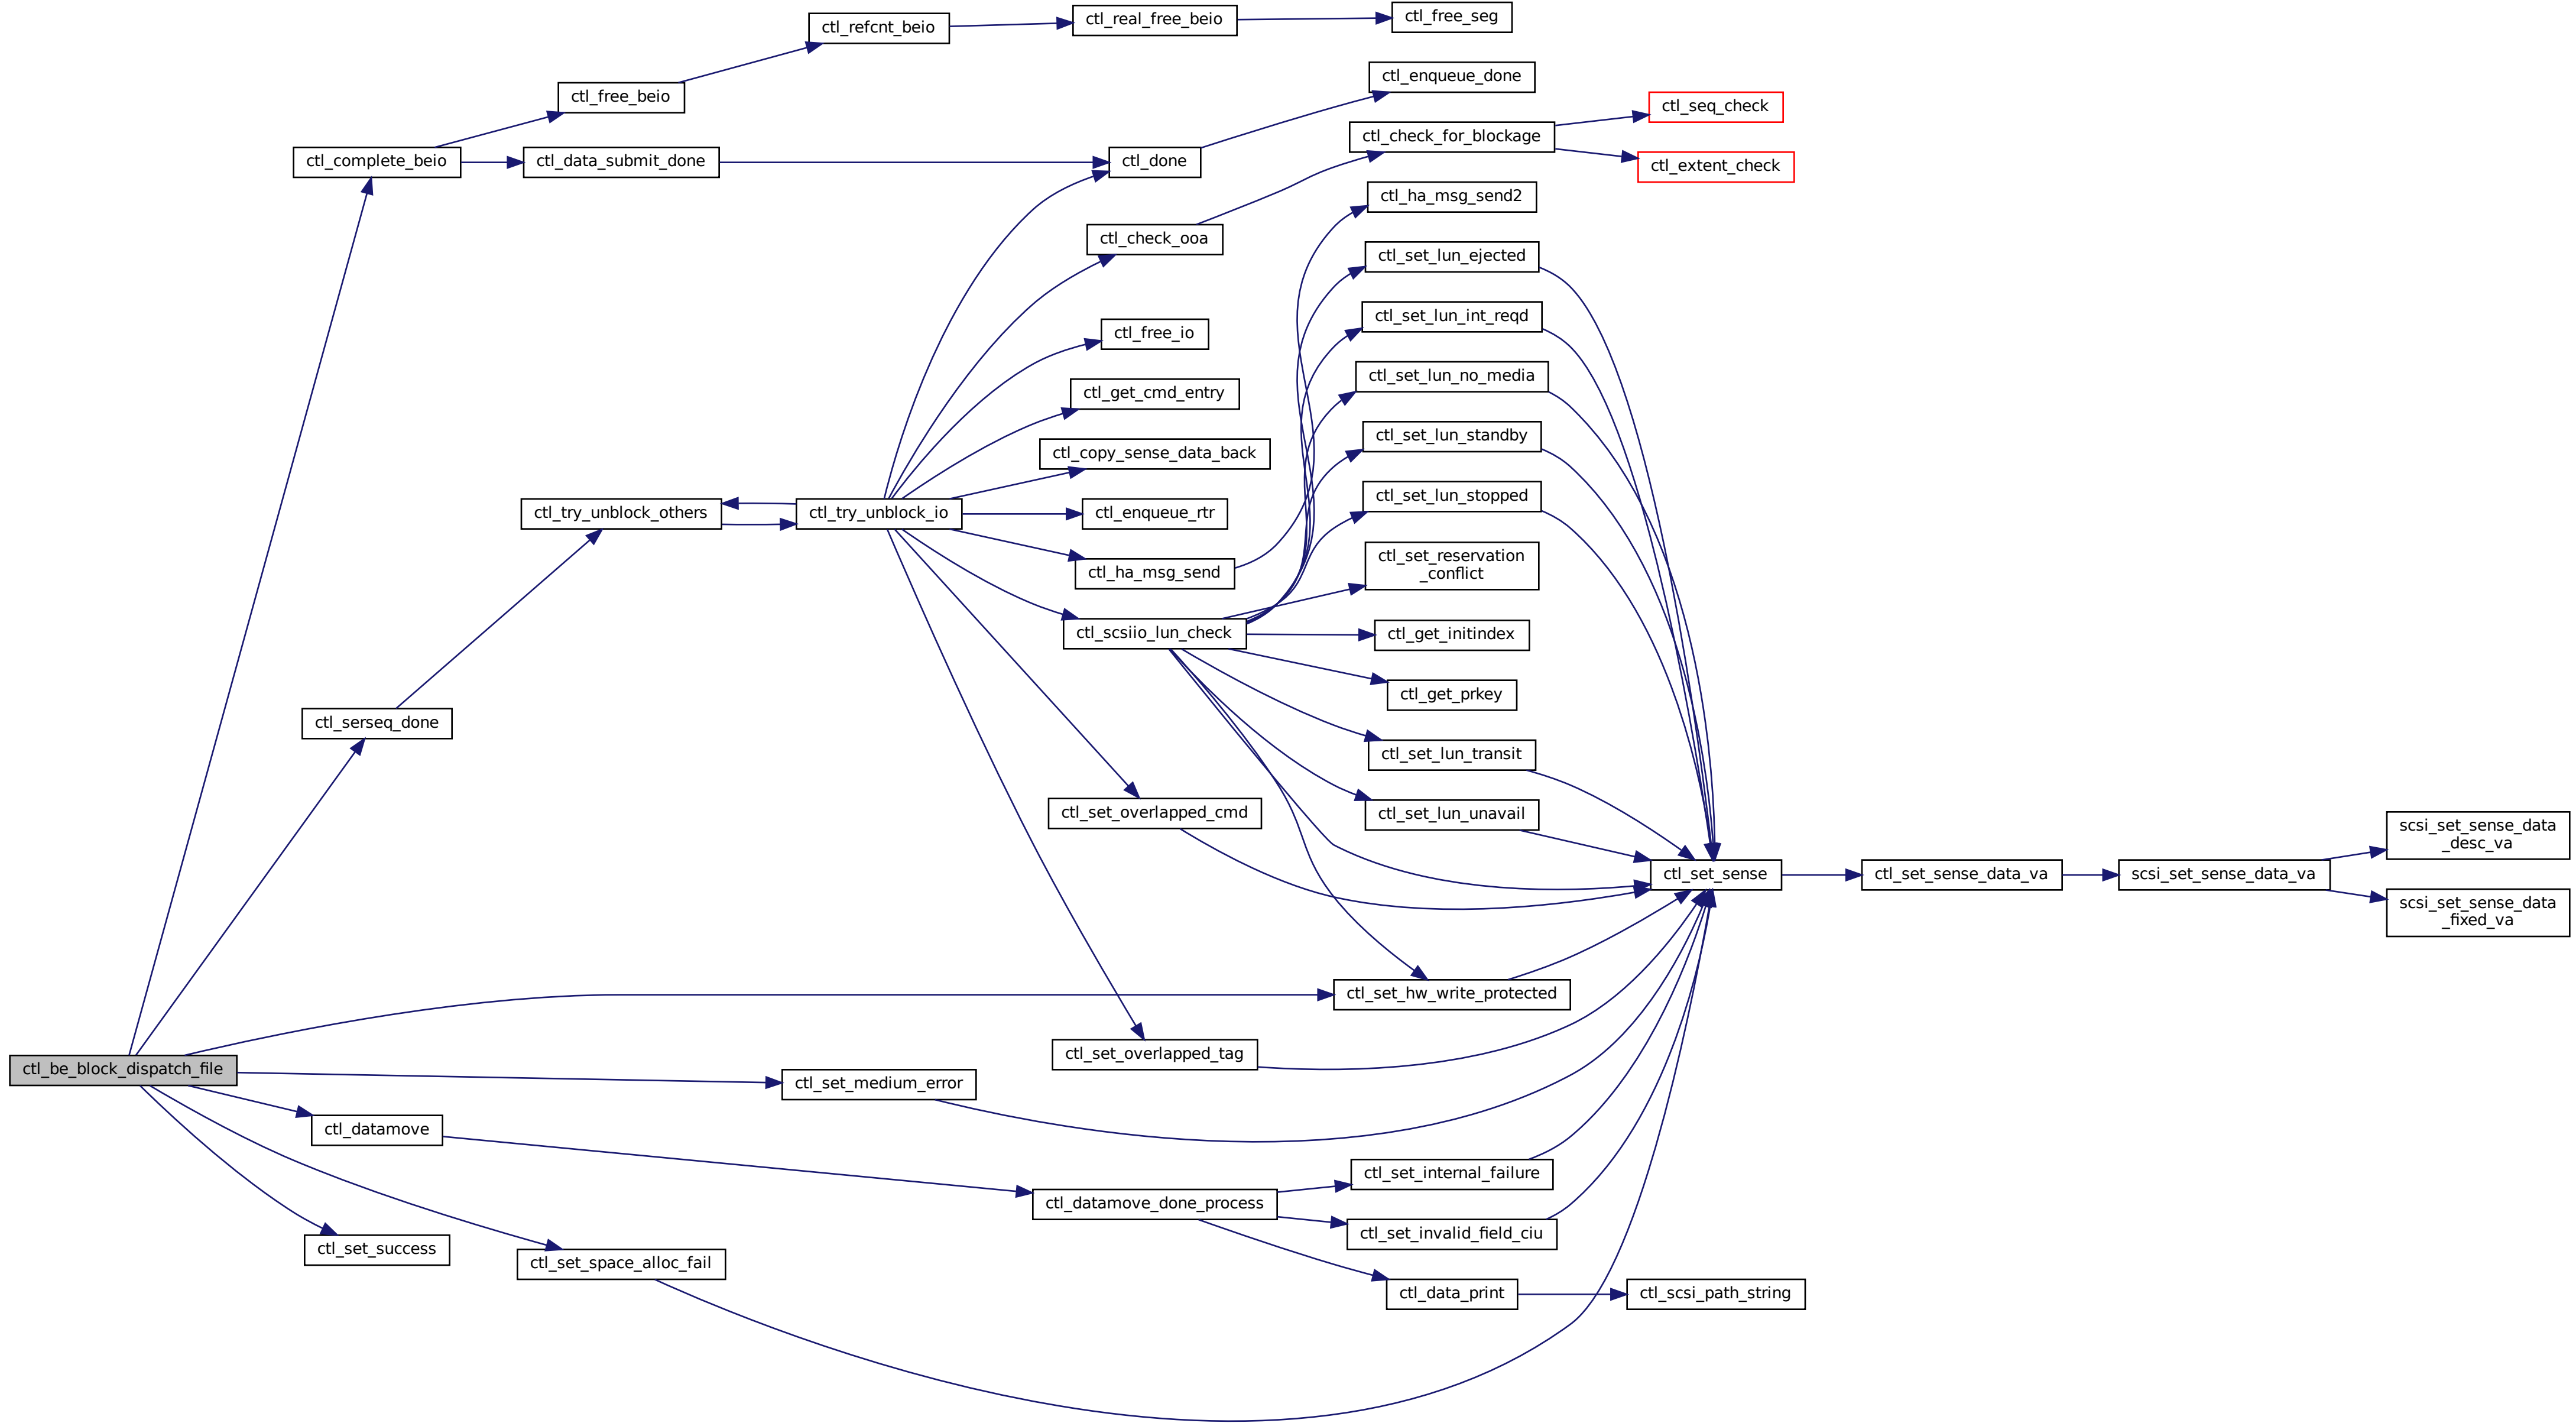 ctl_free_seg
ctl_real_free_beio
ctl_refcnt_beio
ctl_enqueue_done
ctl_free_beio
ctl_seq_check
ctl_check_for_blockage
ctl_complete_beio
ctl_data_submit_done
ctl_done
ctl_extent_check
ctl_ha_msg_send2
ctl_check_ooa
ctl_set_lun_ejected
ctl_set_lun_int_reqd
ctl_free_io
ctl_set_lun_no_media
ctl_get_cmd_entry
ctl_set_lun_standby
ctl_copy_sense_data_back
ctl_set_lun_stopped
ctl_try_unblock_others
ctl_try_unblock_io
ctl_enqueue_rtr
ctl_set_reservation
_conflict
ctl_ha_msg_send
ctl_scsiio_lun_check
ctl_get_initindex
ctl_get_prkey
ctl_serseq_done
ctl_set_lun_transit
ctl_set_overlapped_cmd
ctl_set_lun_unavail
scsi_set_sense_data
_desc_va
ctl_set_sense
ctl_set_sense_data_va
scsi_set_sense_data_va
scsi_set_sense_data
_fixed_va
ctl_set_hw_write_protected
ctl_set_overlapped_tag
ctl_be_block_dispatch_file
ctl_set_medium_error
ctl_datamove
ctl_set_internal_failure
ctl_datamove_done_process
ctl_set_invalid_field_ciu
ctl_set_success
ctl_set_space_alloc_fail
ctl_data_print
ctl_scsi_path_string